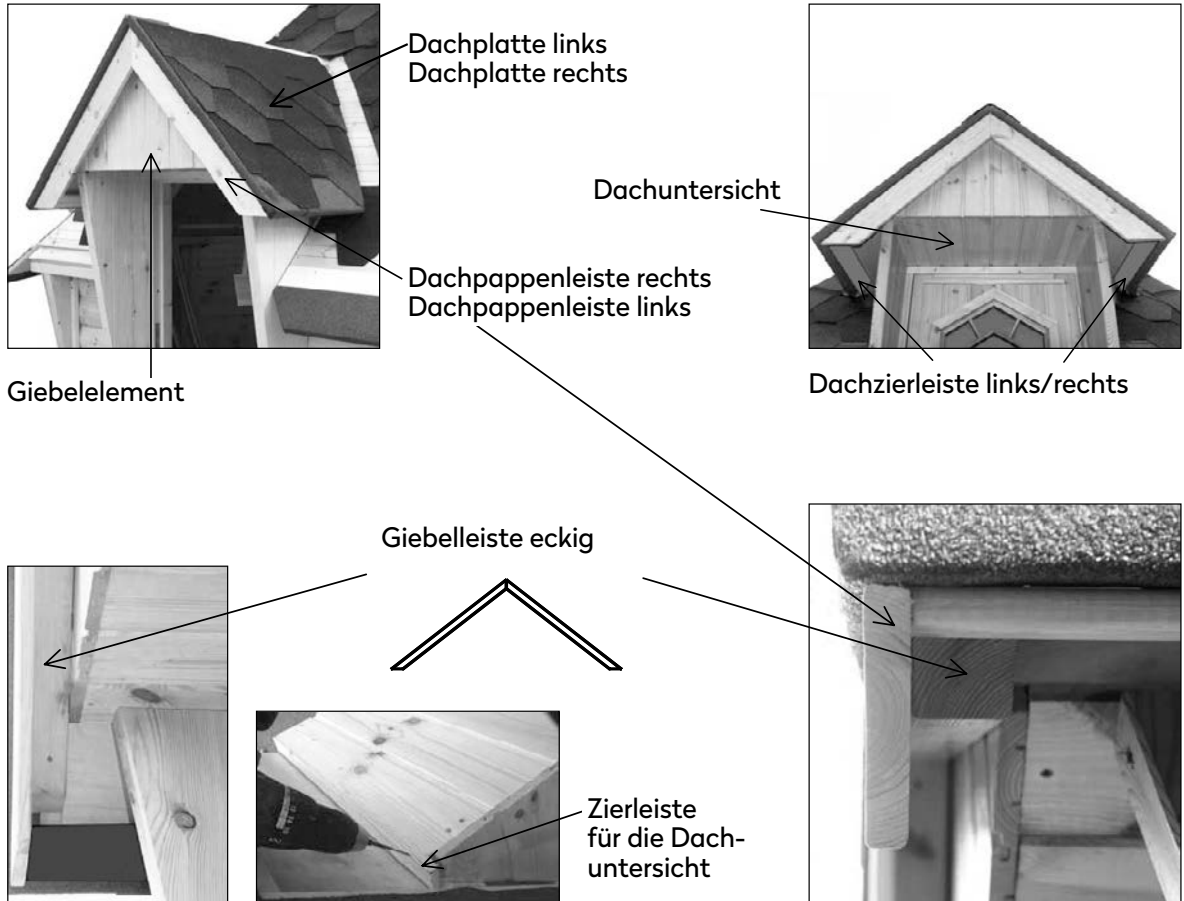 Dachplatte links
Dachplatte rechts
Dachuntersicht
Dachpappenleiste rechts
Dachpappenleiste links
Giebelelement
Dachzierleiste links/rechts
Giebelleiste eckig
Zierleiste
für die Dach-
untersicht